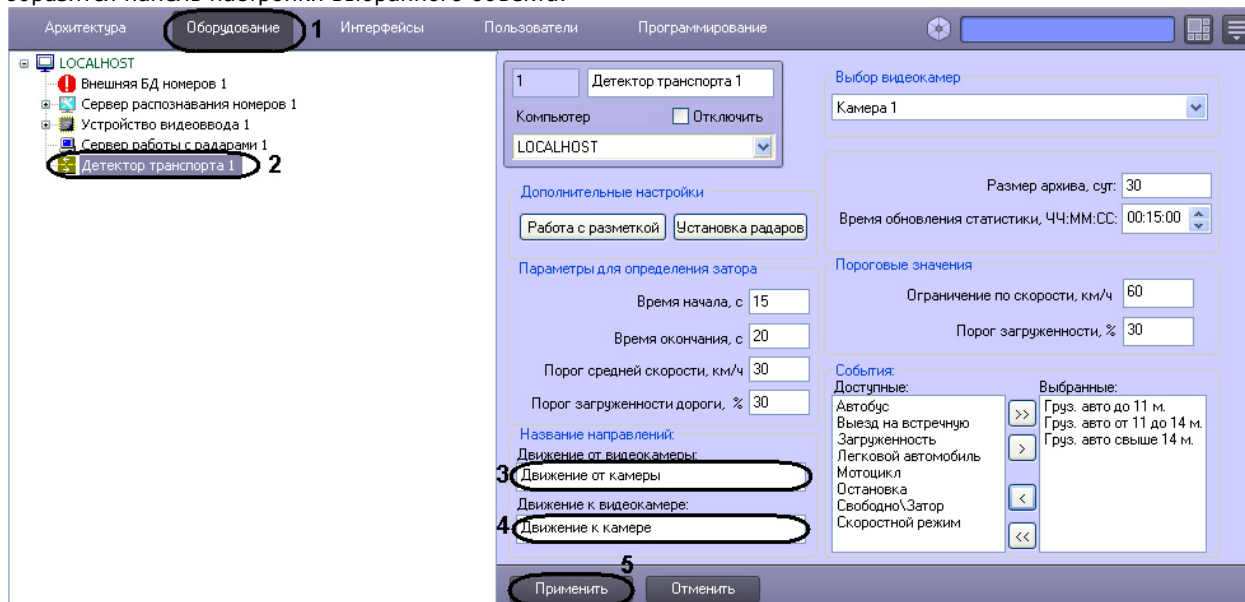 образится панель настройки выбранного объекта.
Архитектура Оборудование 1 Интерфейсы Пользователи Программирование
LOCALHOST
Внешняя БД номеров 1
Сервер распознавания номеров 1
Устройство видеоввода 1
Сервер работы с радарами 1
Детектор транспорта 1 2
1 Детектор транспорта 1
Компьютер Отключить
LOCALHOST
Дополнительные настройки
Работа с разметкой Установка радаров
Параметры для определения затора
Время начала, с 15
Время окончания, с 20
Порог средней скорости, км/ч 30
Порог загруженности дороги, % 30
Название направлений:
Движение от видеокамеры:
3 Движение от камеры
Движение к видеокамере:
4 Движение к камере
Выбор видеокамер
Камера 1
Размер архива, сут: 30
Время обновления статистики, ЧЧ:ММ:СС: 00:15:00
Пороговые значения
Ограничение по скорости, км/ч 60
Порог загруженности, % 30
События:
Доступные:
Автобус
Выезд на встречную
Загруженность
Легковой автомобиль
Мотоцикл
Остановка
Свободно\Затор
Скоростной режим
>>
>
<
<<
Выбранные:
Груз. авто до 11 м.
Груз. авто от 11 до 14 м.
Груз. авто свыше 14 м.
5
Применить Отменить